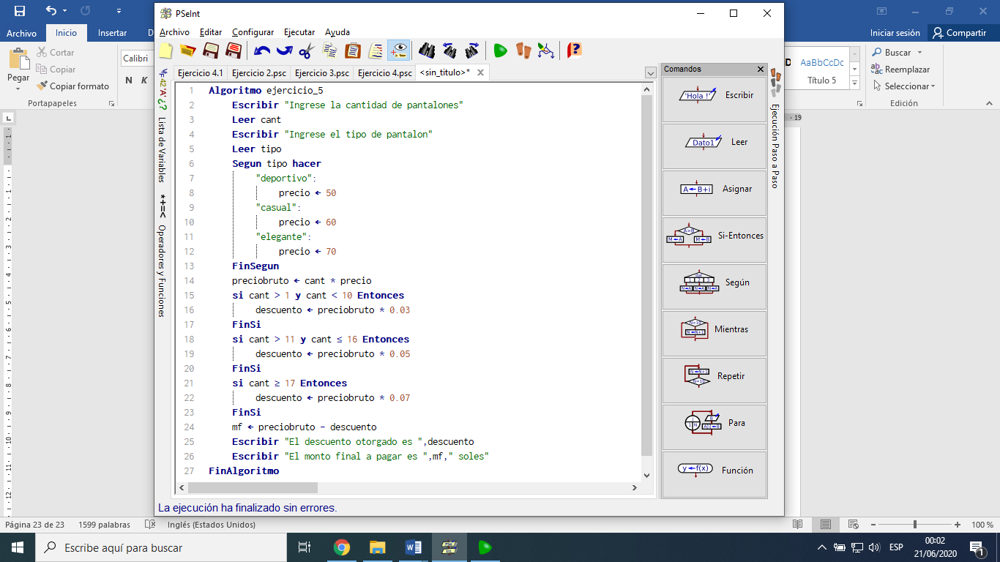 PSeInt
Archivo Inicio Insertar D
Iniciar sesión Compartir
Archivo Editar Configurar Ejecutar Ayuda
Cortar
Copiar
Copiar formato
Pegar
Portapapeles
Calibri
N K
AaBbCcDc
Título 5
Buscar
Reemplazar
Seleccionar
Edición
Ejercicio 4.1 Ejercicio 2.psc Ejercicio 3.psc Ejercicio 4.psc <sin_titulo>*
Lista de Variables
Operadores y Funciones
1 Algoritmo ejercicio_5
2 Escribir "Ingrese la cantidad de pantalones"
3 Leer cant
4 Escribir "Ingrese el tipo de pantalon"
5 Leer tipo
6 Segun tipo hacer
7 "deportivo":
8 precio ← 50
9 "casual":
10 precio ← 60
11 "elegante":
12 precio ← 70
13 FinSegun
14 preciobruto ← cant * precio
15 si cant > 1 y cant < 10 Entonces
16 descuento ← preciobruto * 0.03
17 FinSi
18 si cant > 11 y cant ≤ 16 Entonces
19 descuento ← preciobruto * 0.05
20 FinSi
21 si cant ≥ 17 Entonces
22 descuento ← preciobruto * 0.07
23 FinSi
24 mf ← preciobruto - descuento
25 Escribir "El descuento otorgado es ",descuento
26 Escribir "El monto final a pagar es ",mf," soles"
27 FinAlgoritmo
Comandos
'Hola !' Escribir
Dato1 Leer
A←B+i Asignar
A>B M←A M←B Si-Entonces
Según
Mientras
Repetir
Para
y←f(x) Función
Ejecución Paso a Paso
La ejecución ha finalizado sin errores.
Página 23 de 23 1599 palabras Inglés (Estados Unidos) 100 %
Escribe aquí para buscar
ESP
00:02
21/06/2020
1